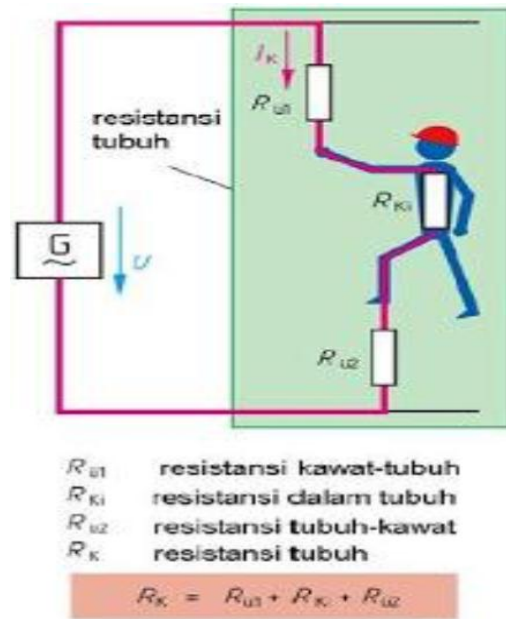 I_K
R_ü1
resistansi
tubuh
R_Ki
G
~
U
R_ü2
R_ü1 resistansi kawat-tubuh
R_Ki resistansi dalam tubuh
R_ü2 resistansi tubuh-kawat
R_K resistansi tubuh
R_K = R_ü1 + R_Ki + R_ü2